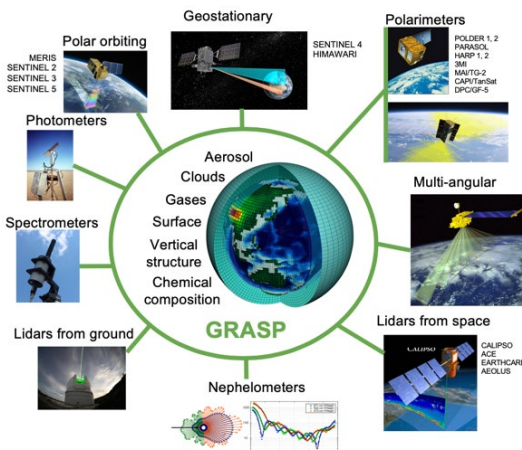 Geostationary
SENTINEL 4
HIMAWARI
Polar orbiting
MERIS
SENTINEL 2
SENTINEL 3
SENTINEL 5
Polarimeters
POLDER 1, 2
PARASOL
HARP 1, 2
3MI
MAI/TG-2
CAPI/TanSat
DPC/GF-5
Photometers
Multi-angular
Spectrometers
Aerosol
Clouds
Gases
Surface
Vertical
structure
Chemical
composition
GRASP
Lidars from ground
Lidars from space
CALIPSO
CALIPSO
ACE
EARTHCARE
AEOLUS
Nephelometers